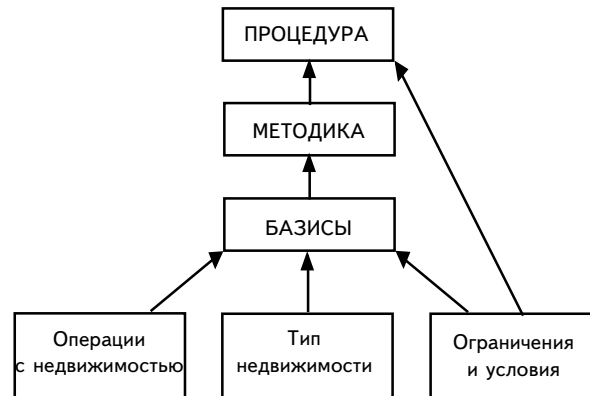 ПРОЦЕДУРА
МЕТОДИКА
БАЗИСЫ
Операции
с недвижимостью
Тип
недвижимости
Ограничения
и условия